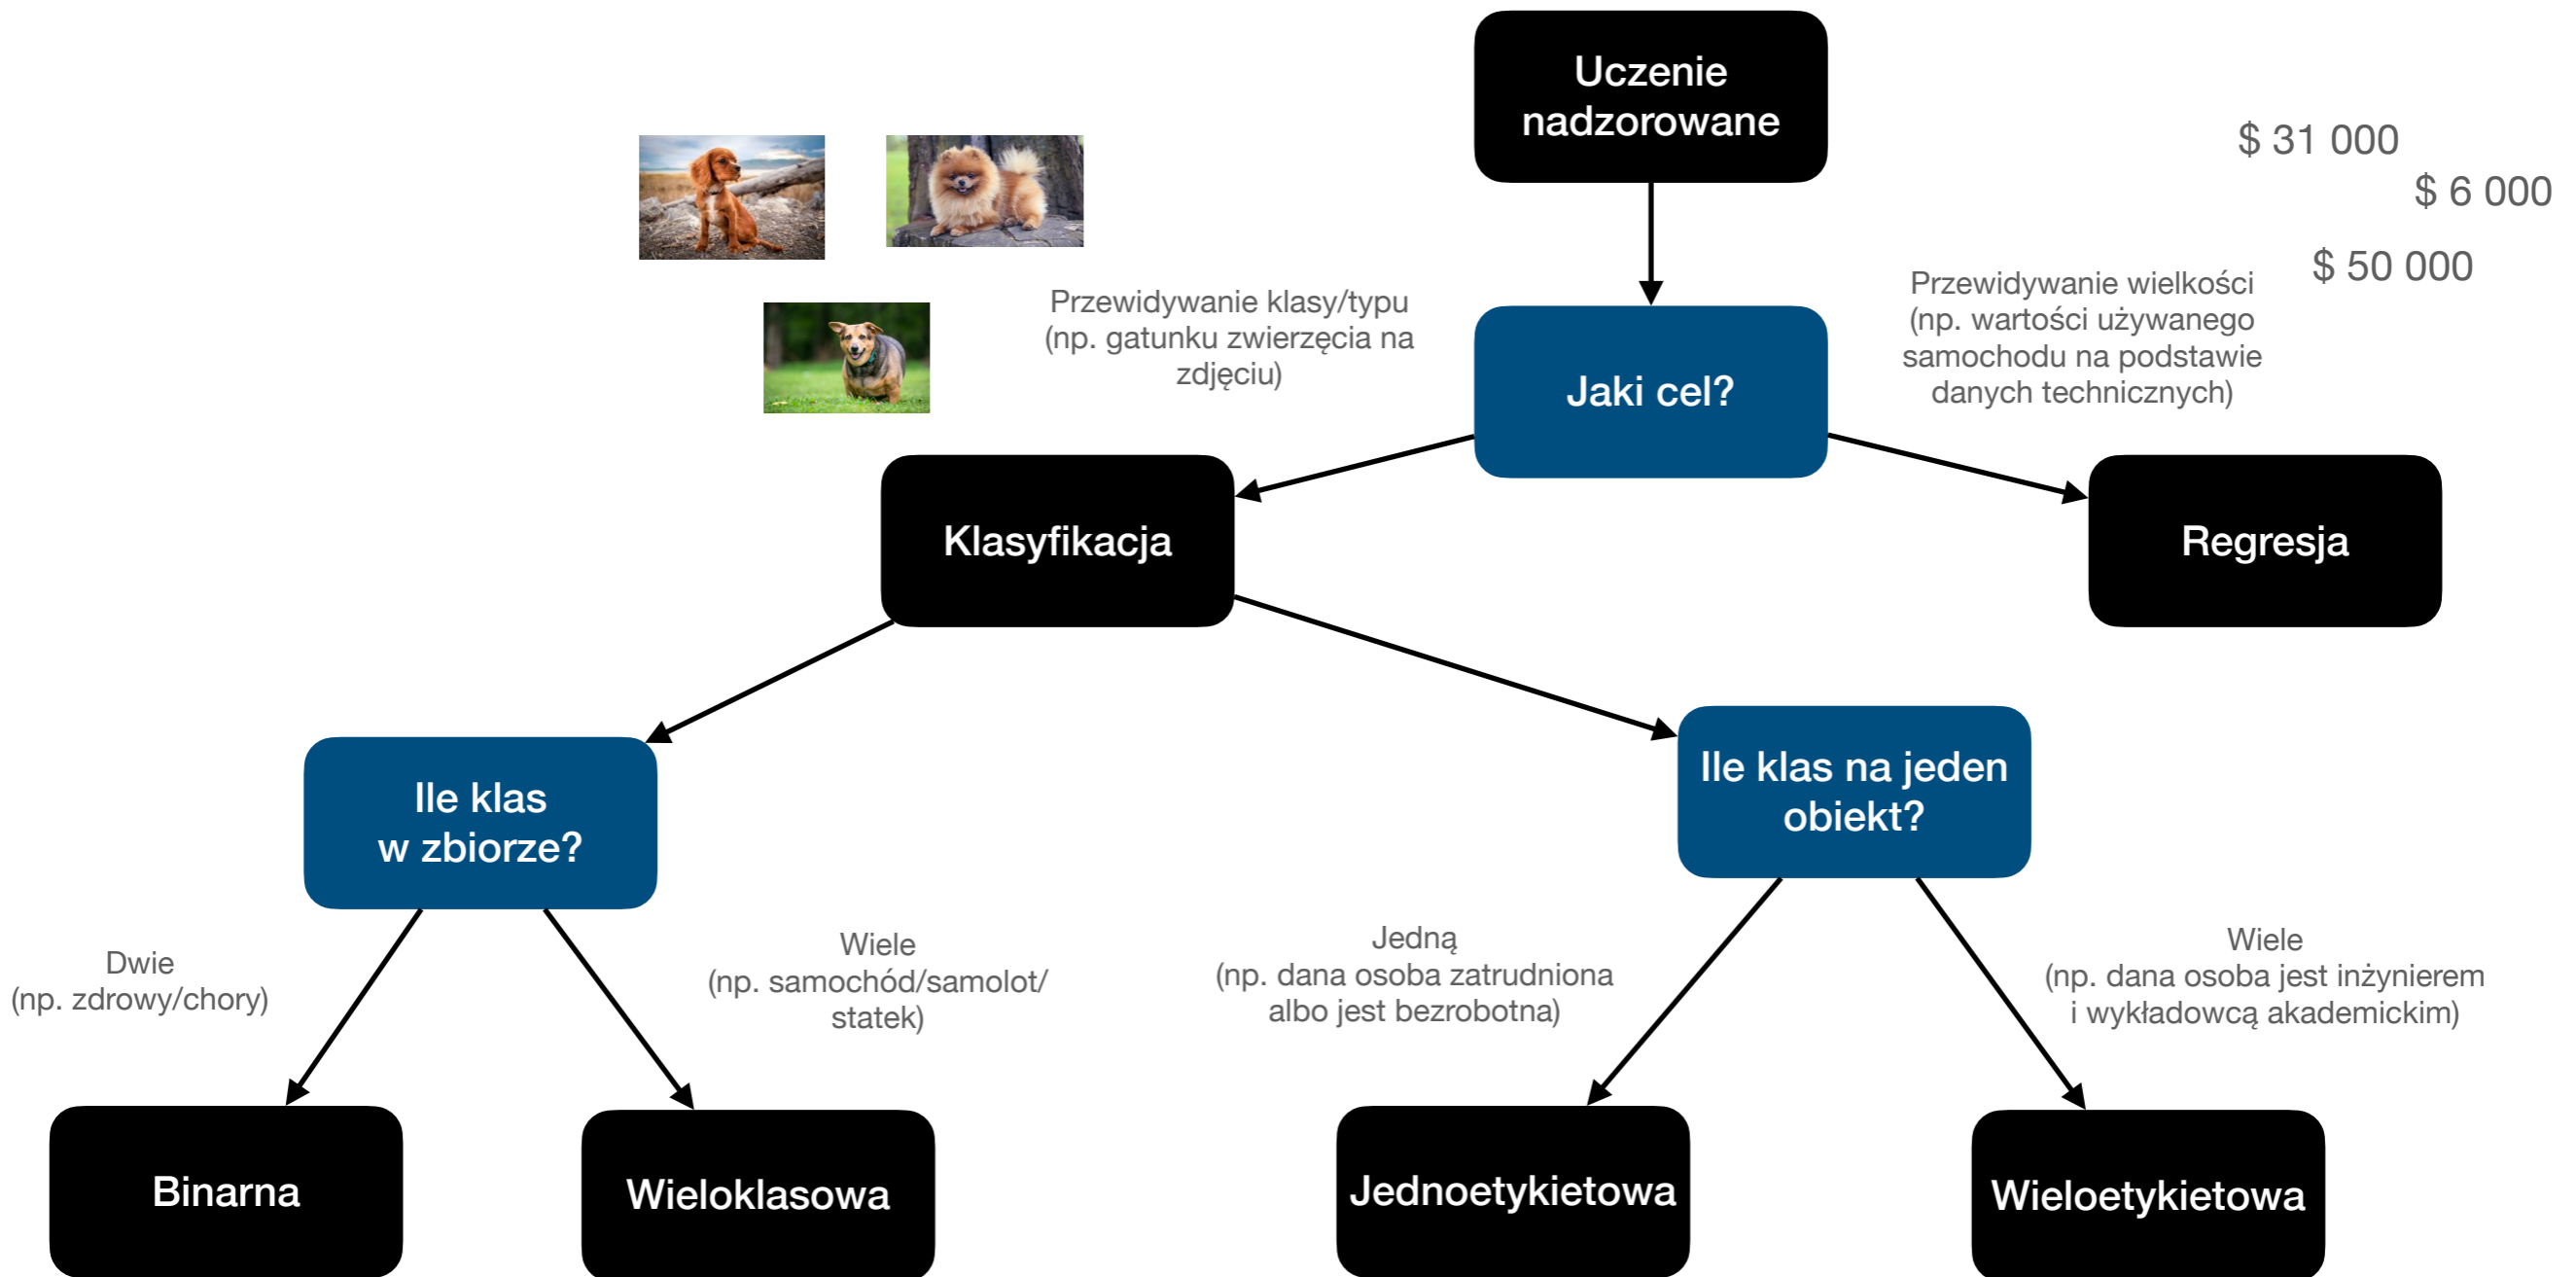 Uczenie
nadzorowane
$ 31 000
$ 6 000
$ 50 000
Przewidywanie klasy/typu
(np. gatunku zwierzęcia na
zdjęciu)
Jaki cel?
Przewidywanie wielkości
(np. wartości używanego
samochodu na podstawie
danych technicznych)
Klasyfikacja
Regresja
Ile klas
w zbiorze?
Ile klas na jeden
obiekt?
Dwie
(np. zdrowy/chory)
Wiele
(np. samochód/samolot/
statek)
Jedną
(np. dana osoba zatrudniona
albo jest bezrobotna)
Wiele
(np. dana osoba jest inżynierem
i wykładowcą akademickim)
Binarna
Wieloklasowa
Jednoetykietowa
Wieloetykietowa